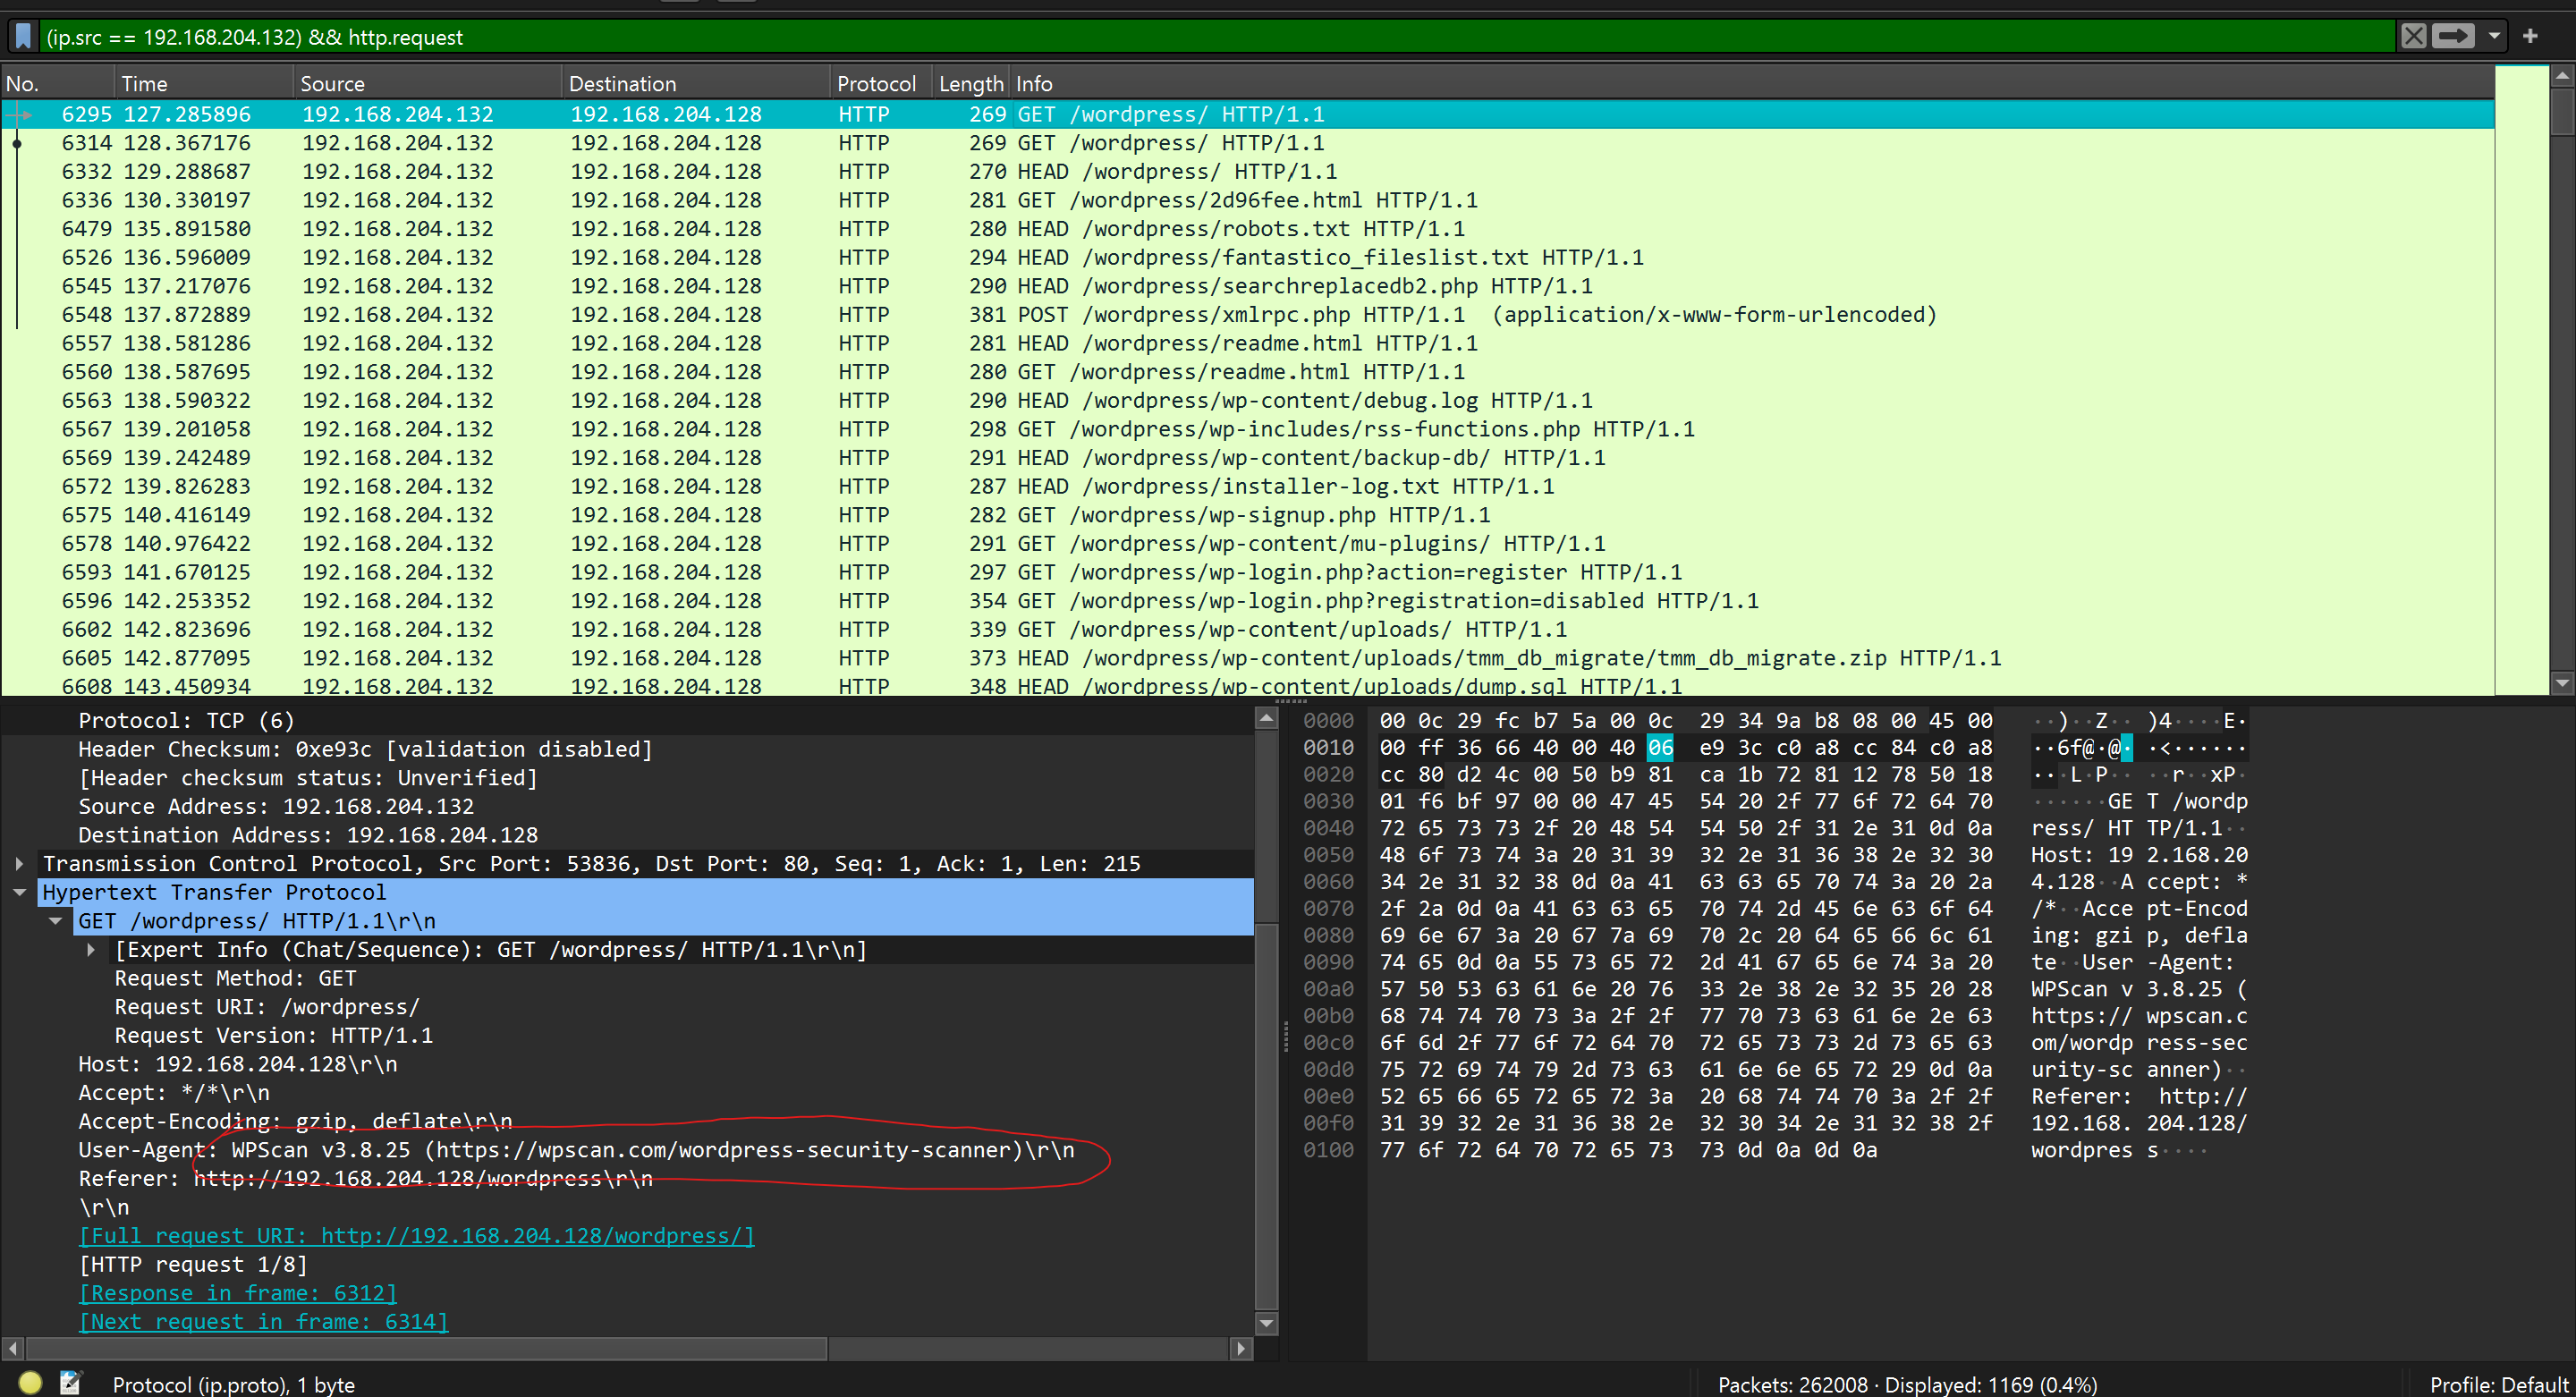 (ip.src == 192.168.204.132) && http.request
No. Time Source Destination Protocol Length Info
6295 127.285896 192.168.204.132 192.168.204.128 HTTP 269 GET /wordpress/ HTTP/1.1
6314 128.367176 192.168.204.132 192.168.204.128 HTTP 269 GET /wordpress/ HTTP/1.1
6332 129.288687 192.168.204.132 192.168.204.128 HTTP 270 HEAD /wordpress/ HTTP/1.1
6336 130.330197 192.168.204.132 192.168.204.128 HTTP 281 GET /wordpress/2d96fee.html HTTP/1.1
6479 135.891580 192.168.204.132 192.168.204.128 HTTP 280 HEAD /wordpress/robots.txt HTTP/1.1
6526 136.596009 192.168.204.132 192.168.204.128 HTTP 294 HEAD /wordpress/fantastico_fileslist.txt HTTP/1.1
6545 137.217076 192.168.204.132 192.168.204.128 HTTP 290 HEAD /wordpress/searchreplacedb2.php HTTP/1.1
6548 137.872889 192.168.204.132 192.168.204.128 HTTP 381 POST /wordpress/xmlrpc.php HTTP/1.1 (application/x-www-form-urlencoded)
6557 138.581286 192.168.204.132 192.168.204.128 HTTP 281 HEAD /wordpress/readme.html HTTP/1.1
6560 138.587695 192.168.204.132 192.168.204.128 HTTP 280 GET /wordpress/readme.html HTTP/1.1
6563 138.590322 192.168.204.132 192.168.204.128 HTTP 290 HEAD /wordpress/wp-content/debug.log HTTP/1.1
6567 139.201058 192.168.204.132 192.168.204.128 HTTP 298 GET /wordpress/wp-includes/rss-functions.php HTTP/1.1
6569 139.242489 192.168.204.132 192.168.204.128 HTTP 291 HEAD /wordpress/wp-content/backup-db/ HTTP/1.1
6572 139.826283 192.168.204.132 192.168.204.128 HTTP 287 HEAD /wordpress/installer-log.txt HTTP/1.1
6575 140.416149 192.168.204.132 192.168.204.128 HTTP 282 GET /wordpress/wp-signup.php HTTP/1.1
6578 140.976422 192.168.204.132 192.168.204.128 HTTP 291 GET /wordpress/wp-content/mu-plugins/ HTTP/1.1
6593 141.670125 192.168.204.132 192.168.204.128 HTTP 297 GET /wordpress/wp-login.php?action=register HTTP/1.1
6596 142.253352 192.168.204.132 192.168.204.128 HTTP 354 GET /wordpress/wp-login.php?registration=disabled HTTP/1.1
6602 142.823696 192.168.204.132 192.168.204.128 HTTP 339 GET /wordpress/wp-content/uploads/ HTTP/1.1
6605 142.877095 192.168.204.132 192.168.204.128 HTTP 373 HEAD /wordpress/wp-content/uploads/tmm_db_migrate/tmm_db_migrate.zip HTTP/1.1
6608 143.450934 192.168.204.132 192.168.204.128 HTTP 348 HEAD /wordpress/wp-content/uploads/dump.sql HTTP/1.1
Protocol: TCP (6)
Header Checksum: 0xe93c [validation disabled]
[Header checksum status: Unverified]
Source Address: 192.168.204.132
Destination Address: 192.168.204.128
Transmission Control Protocol, Src Port: 53836, Dst Port: 80, Seq: 1, Ack: 1, Len: 215
Hypertext Transfer Protocol
GET /wordpress/ HTTP/1.1\r\n
[Expert Info (Chat/Sequence): GET /wordpress/ HTTP/1.1\r\n]
Request Method: GET
Request URI: /wordpress/
Request Version: HTTP/1.1
Host: 192.168.204.128\r\n
Accept: */*\r\n
Accept-Encoding: gzip, deflate\r\n
User-Agent: WPScan v3.8.25 (https://wpscan.com/wordpress-security-scanner)\r\n
Referer: http://192.168.204.128/wordpress\r\n
\r\n
[Full request URI: http://192.168.204.128/wordpress/]
[HTTP request 1/8]
[Response in frame: 6312]
[Next request in frame: 6314]
0000 00 0c 29 fc b7 5a 00 0c 29 34 9a b8 08 00 45 00 ··)··Z·· )4····E·
0010 00 ff 36 66 40 00 40 06 e9 3c c0 a8 cc 84 c0 a8 ··6f@·@· ·<······
0020 cc 80 d2 4c 00 50 b9 81 ca 1b 72 81 12 78 50 18 ···L·P·· ··r··xP·
0030 01 f6 bf 97 00 00 47 45 54 20 2f 77 6f 72 64 70 ······GE T /wordp
0040 72 65 73 73 2f 20 48 54 54 50 2f 31 2e 31 0d 0a ress/ HT TP/1.1··
0050 48 6f 73 74 3a 20 31 39 32 2e 31 36 38 2e 32 30 Host: 19 2.168.20
0060 34 2e 31 32 38 0d 0a 41 63 63 65 70 74 3a 20 2a 4.128··A ccept: *
0070 2f 2a 0d 0a 41 63 63 65 70 74 2d 45 6e 63 6f 64 /*··Acce pt-Encod
0080 69 6e 67 3a 20 67 7a 69 70 2c 20 64 65 66 6c 61 ing: gzi p, defla
0090 74 65 0d 0a 55 73 65 72 2d 41 67 65 6e 74 3a 20 te··User -Agent:
00a0 57 50 53 63 61 6e 20 76 33 2e 38 2e 32 35 20 28 WPScan v 3.8.25 (
00b0 68 74 74 70 73 3a 2f 2f 77 70 73 63 61 6e 2e 63 https:// wpscan.c
00c0 6f 6d 2f 77 6f 72 64 70 72 65 73 73 2d 73 65 63 om/wordp ress-sec
00d0 75 72 69 74 79 2d 73 63 61 6e 6e 65 72 29 0d 0a urity-sc anner)··
00e0 52 65 66 65 72 65 72 3a 20 68 74 74 70 3a 2f 2f Referer: http://
00f0 31 39 32 2e 31 36 38 2e 32 30 34 2e 31 32 38 2f 192.168. 204.128/
0100 77 6f 72 64 70 72 65 73 73 0d 0a 0d 0a wordpres s····
Protocol (ip.proto), 1 byte
Packets: 262008 · Displayed: 1169 (0.4%)
Profile: Default